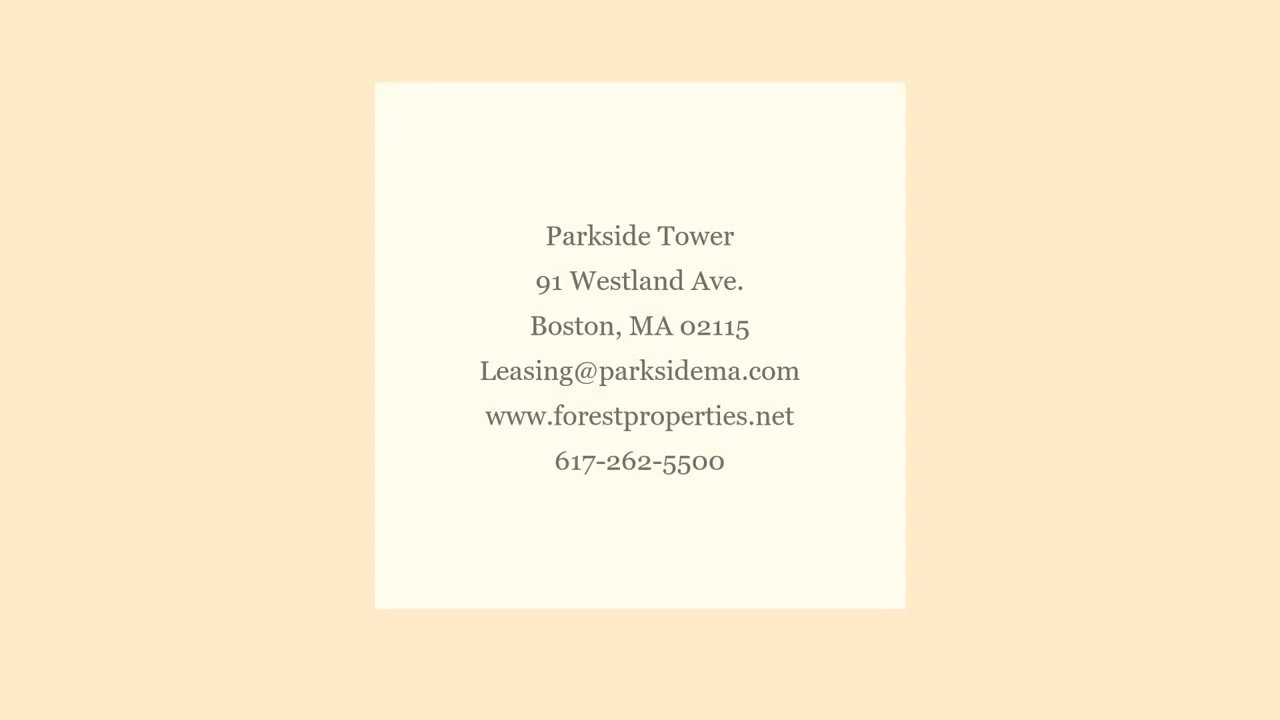 Parkside Tower
91 Westland Ave.
Boston, MA 02115
Leasing@parksidema.com
www.forestproperties.net
617-262-5500